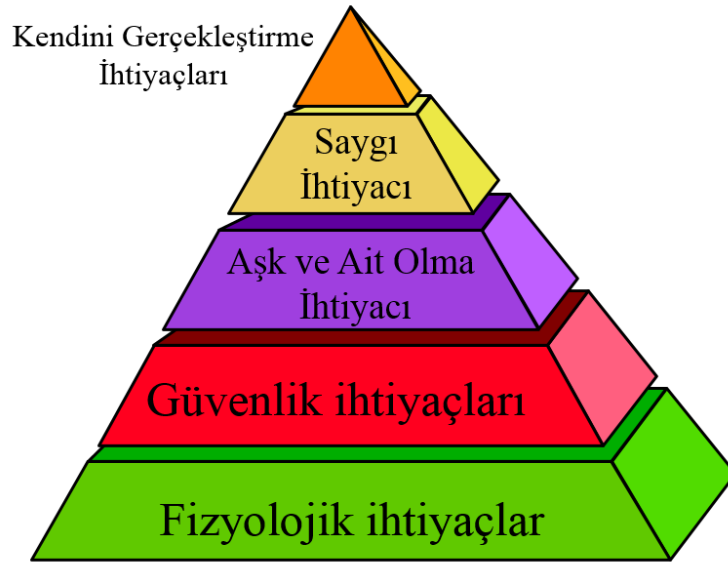 Kendini Gerçekleştirme
İhtiyaçları
Saygı
İhtiyacı
Aşk ve Ait Olma
İhtiyacı
Güvenlik ihtiyaçları
Fizyolojik ihtiyaçlar